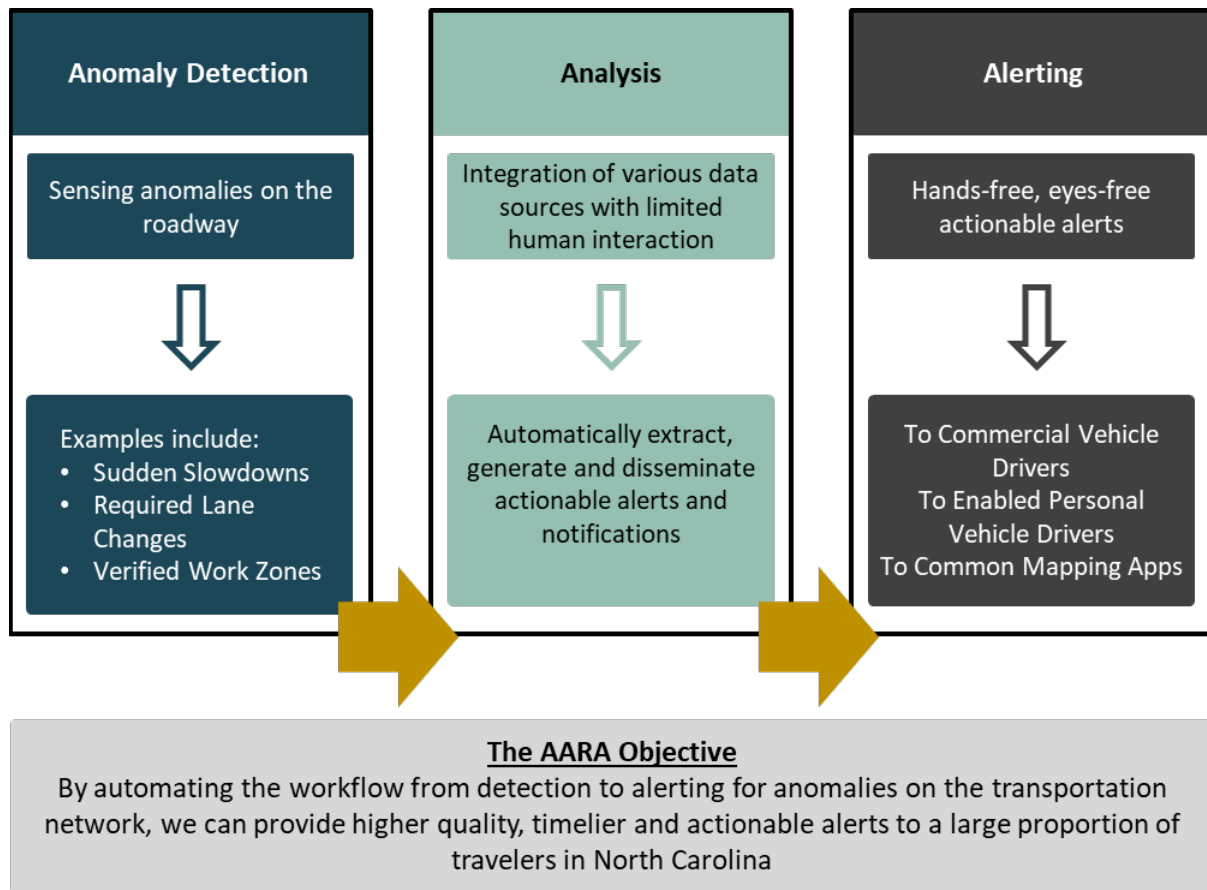 Anomaly Detection
Sensing anomalies on the
roadway
Examples include:
• Sudden Slowdowns
• Required Lane
Changes
• Verified Work Zones
Analysis
Integration of various data
sources with limited
human interaction
Automatically extract,
generate and disseminate
actionable alerts and
notifications
Alerting
Hands-free, eyes-free
actionable alerts
To Commercial Vehicle
Drivers
To Enabled Personal
Vehicle Drivers
To Common Mapping Apps
The AARA Objective
By automating the workflow from detection to alerting for anomalies on the transportation
network, we can provide higher quality, timelier and actionable alerts to a large proportion of
travelers in North Carolina